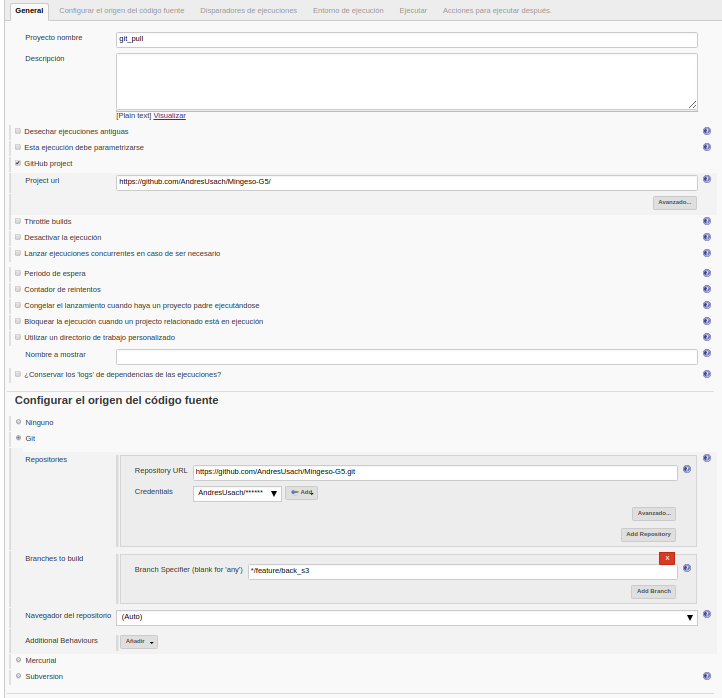 General Configurar el origen del código fuente Disparadores de ejecuciones Entorno de ejecución Ejecutar Acciones para ejecutar después.
Proyecto nombre git_pull
Descripción
[Plain text] Visualizar
Desechar ejecuciones antiguas
Esta ejecución debe parametrizarse
GitHub project
Project url https://github.com/AndresUsach/Mingeso-G5/
Avanzado...
Throttle builds
Desactivar la ejecución
Lanzar ejecuciones concurrentes en caso de ser necesario
Periodo de espera
Contador de reintentos
Congelar el lanzamiento cuando haya un proyecto padre ejecutándose
Bloquear la ejecución cuando un projecto relacionado está en ejecución
Utilizar un directorio de trabajo personalizado
Nombre a mostrar
¿Conservar los 'logs' de dependencias de las ejecuciones?
Configurar el origen del código fuente
Ninguno
Git
Repositories
Repository URL https://github.com/AndresUsach/Mingeso-G5.git
Credentials AndresUsach/****** Add
Avanzado...
Add Repository
Branches to build X
Branch Specifier (blank for 'any') */feature/back_s3
Add Branch
Navegador del repositorio (Auto)
Additional Behaviours Añadir
Mercurial
Subversion